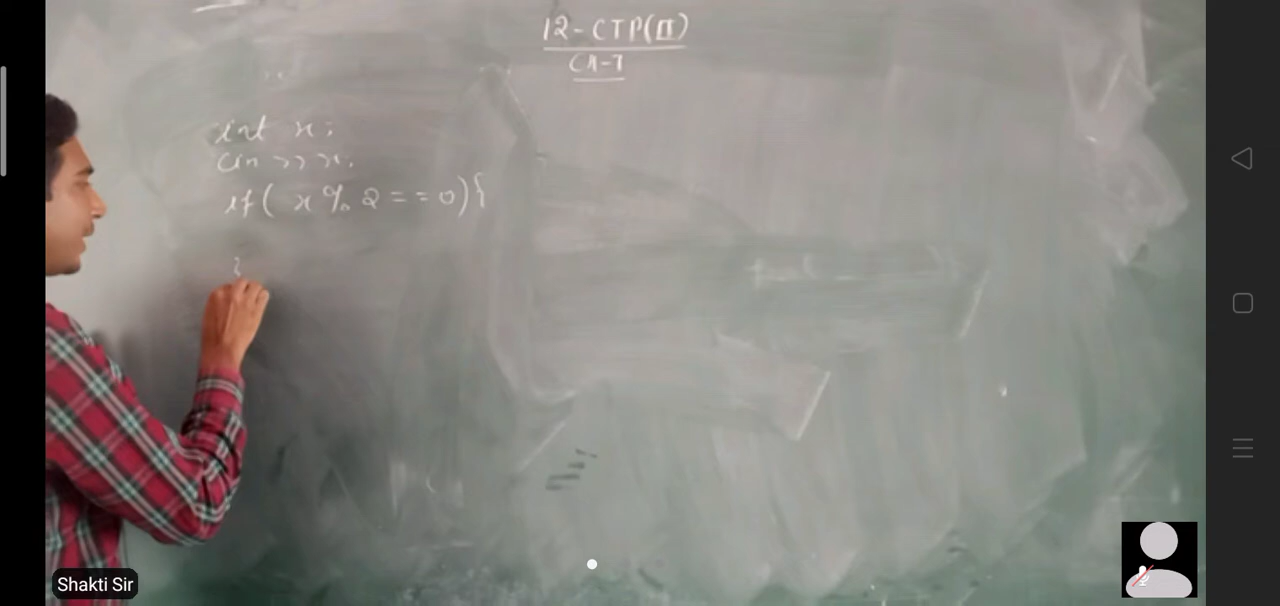 12-CTP(II)
CA-7
int x;
cin >> x;
if( x % 2 == 0){
}
Shakti Sir